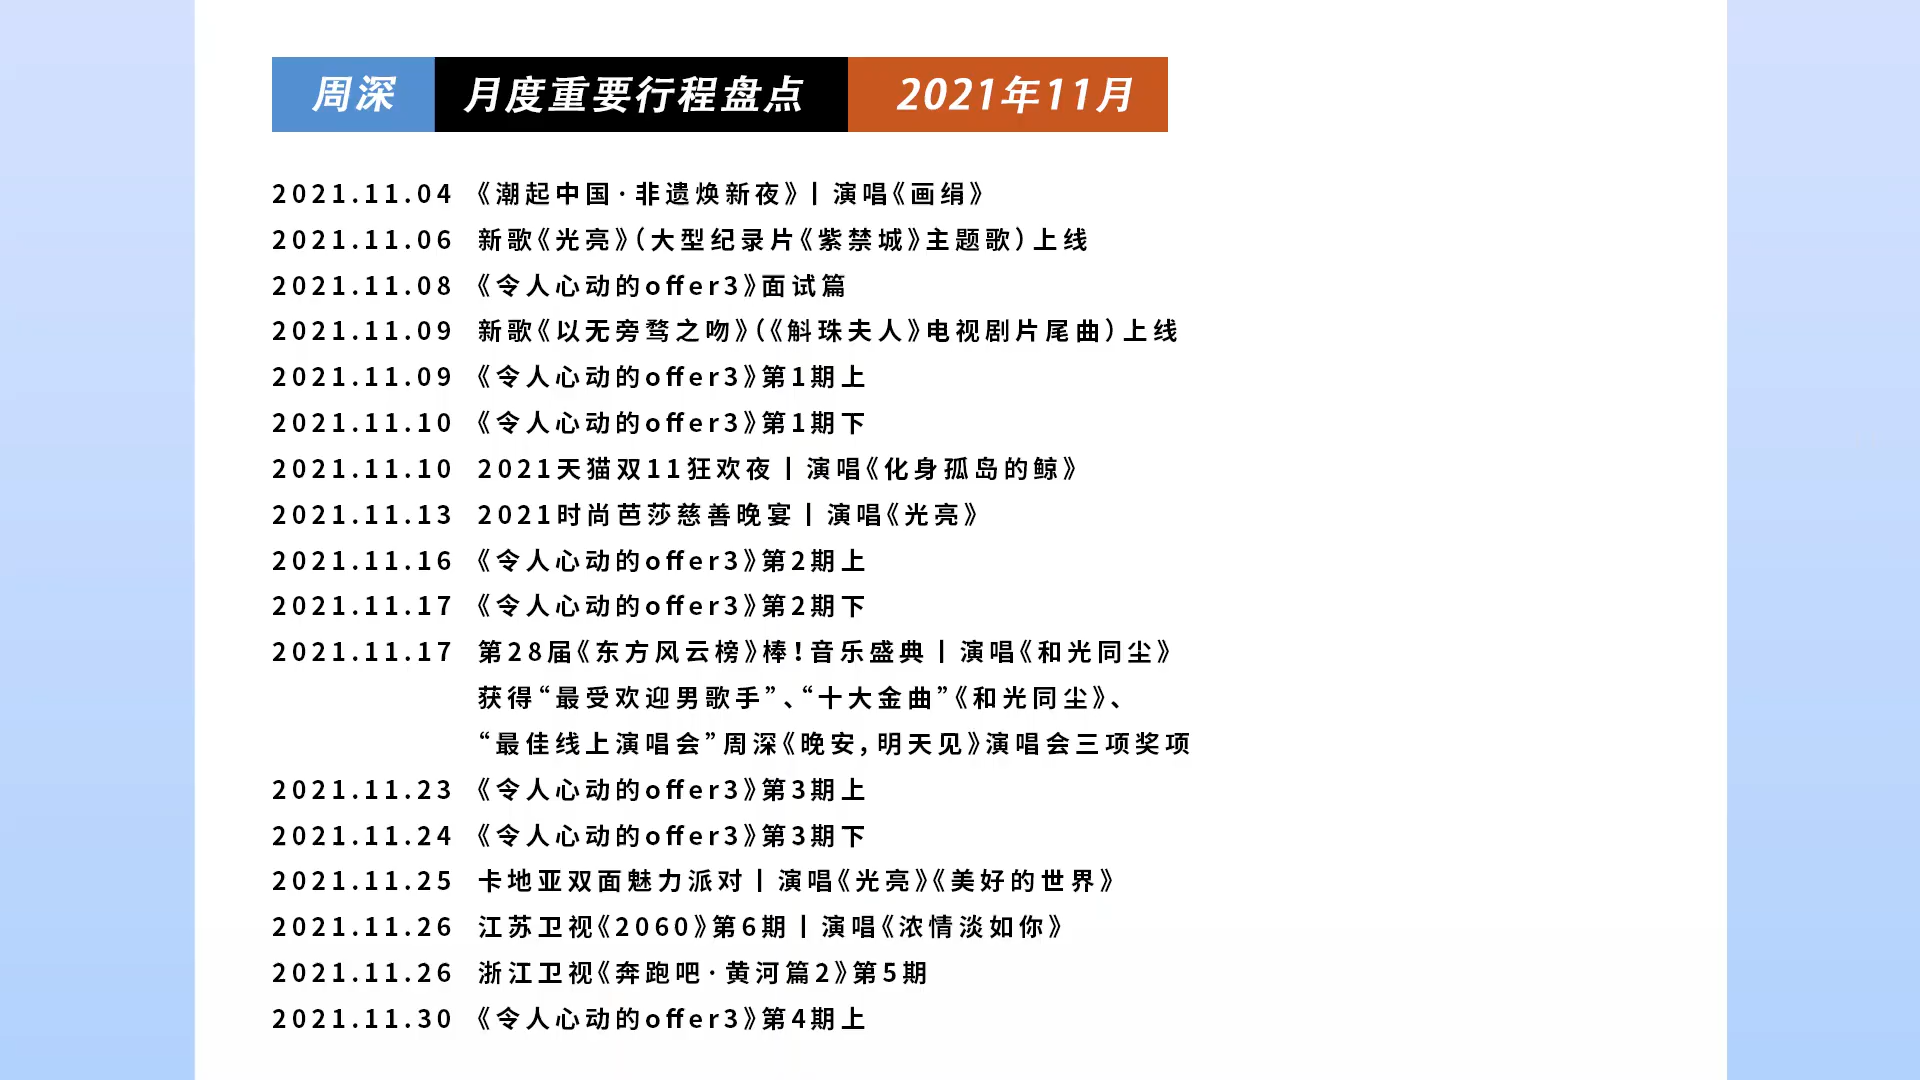 周深 月度重要行程盘点 2021年11月
2021.11.04 《潮起中国·非遗焕新夜》丨演唱《画绢》
2021.11.06 新歌《光亮》(大型纪录片《紫禁城》主题歌)上线
2021.11.08 《令人心动的offer3》面试篇
2021.11.09 新歌《以无旁骛之吻》(《斛珠夫人》电视剧片尾曲)上线
2021.11.09 《令人心动的offer3》第1期上
2021.11.10 《令人心动的offer3》第1期下
2021.11.10 2021天猫双11狂欢夜丨演唱《化身孤岛的鲸》
2021.11.13 2021时尚芭莎慈善晚宴丨演唱《光亮》
2021.11.16 《令人心动的offer3》第2期上
2021.11.17 《令人心动的offer3》第2期下
2021.11.17 第28届《东方风云榜》棒!音乐盛典丨演唱《和光同尘》
获得“最受欢迎男歌手”、“十大金曲”《和光同尘》、
“最佳线上演唱会”周深《晚安,明天见》演唱会三项奖项
2021.11.23 《令人心动的offer3》第3期上
2021.11.24 《令人心动的offer3》第3期下
2021.11.25 卡地亚双面魅力派对丨演唱《光亮》《美好的世界》
2021.11.26 江苏卫视《2060》第6期丨演唱《浓情淡如你》
2021.11.26 浙江卫视《奔跑吧·黄河篇2》第5期
2021.11.30 《令人心动的offer3》第4期上